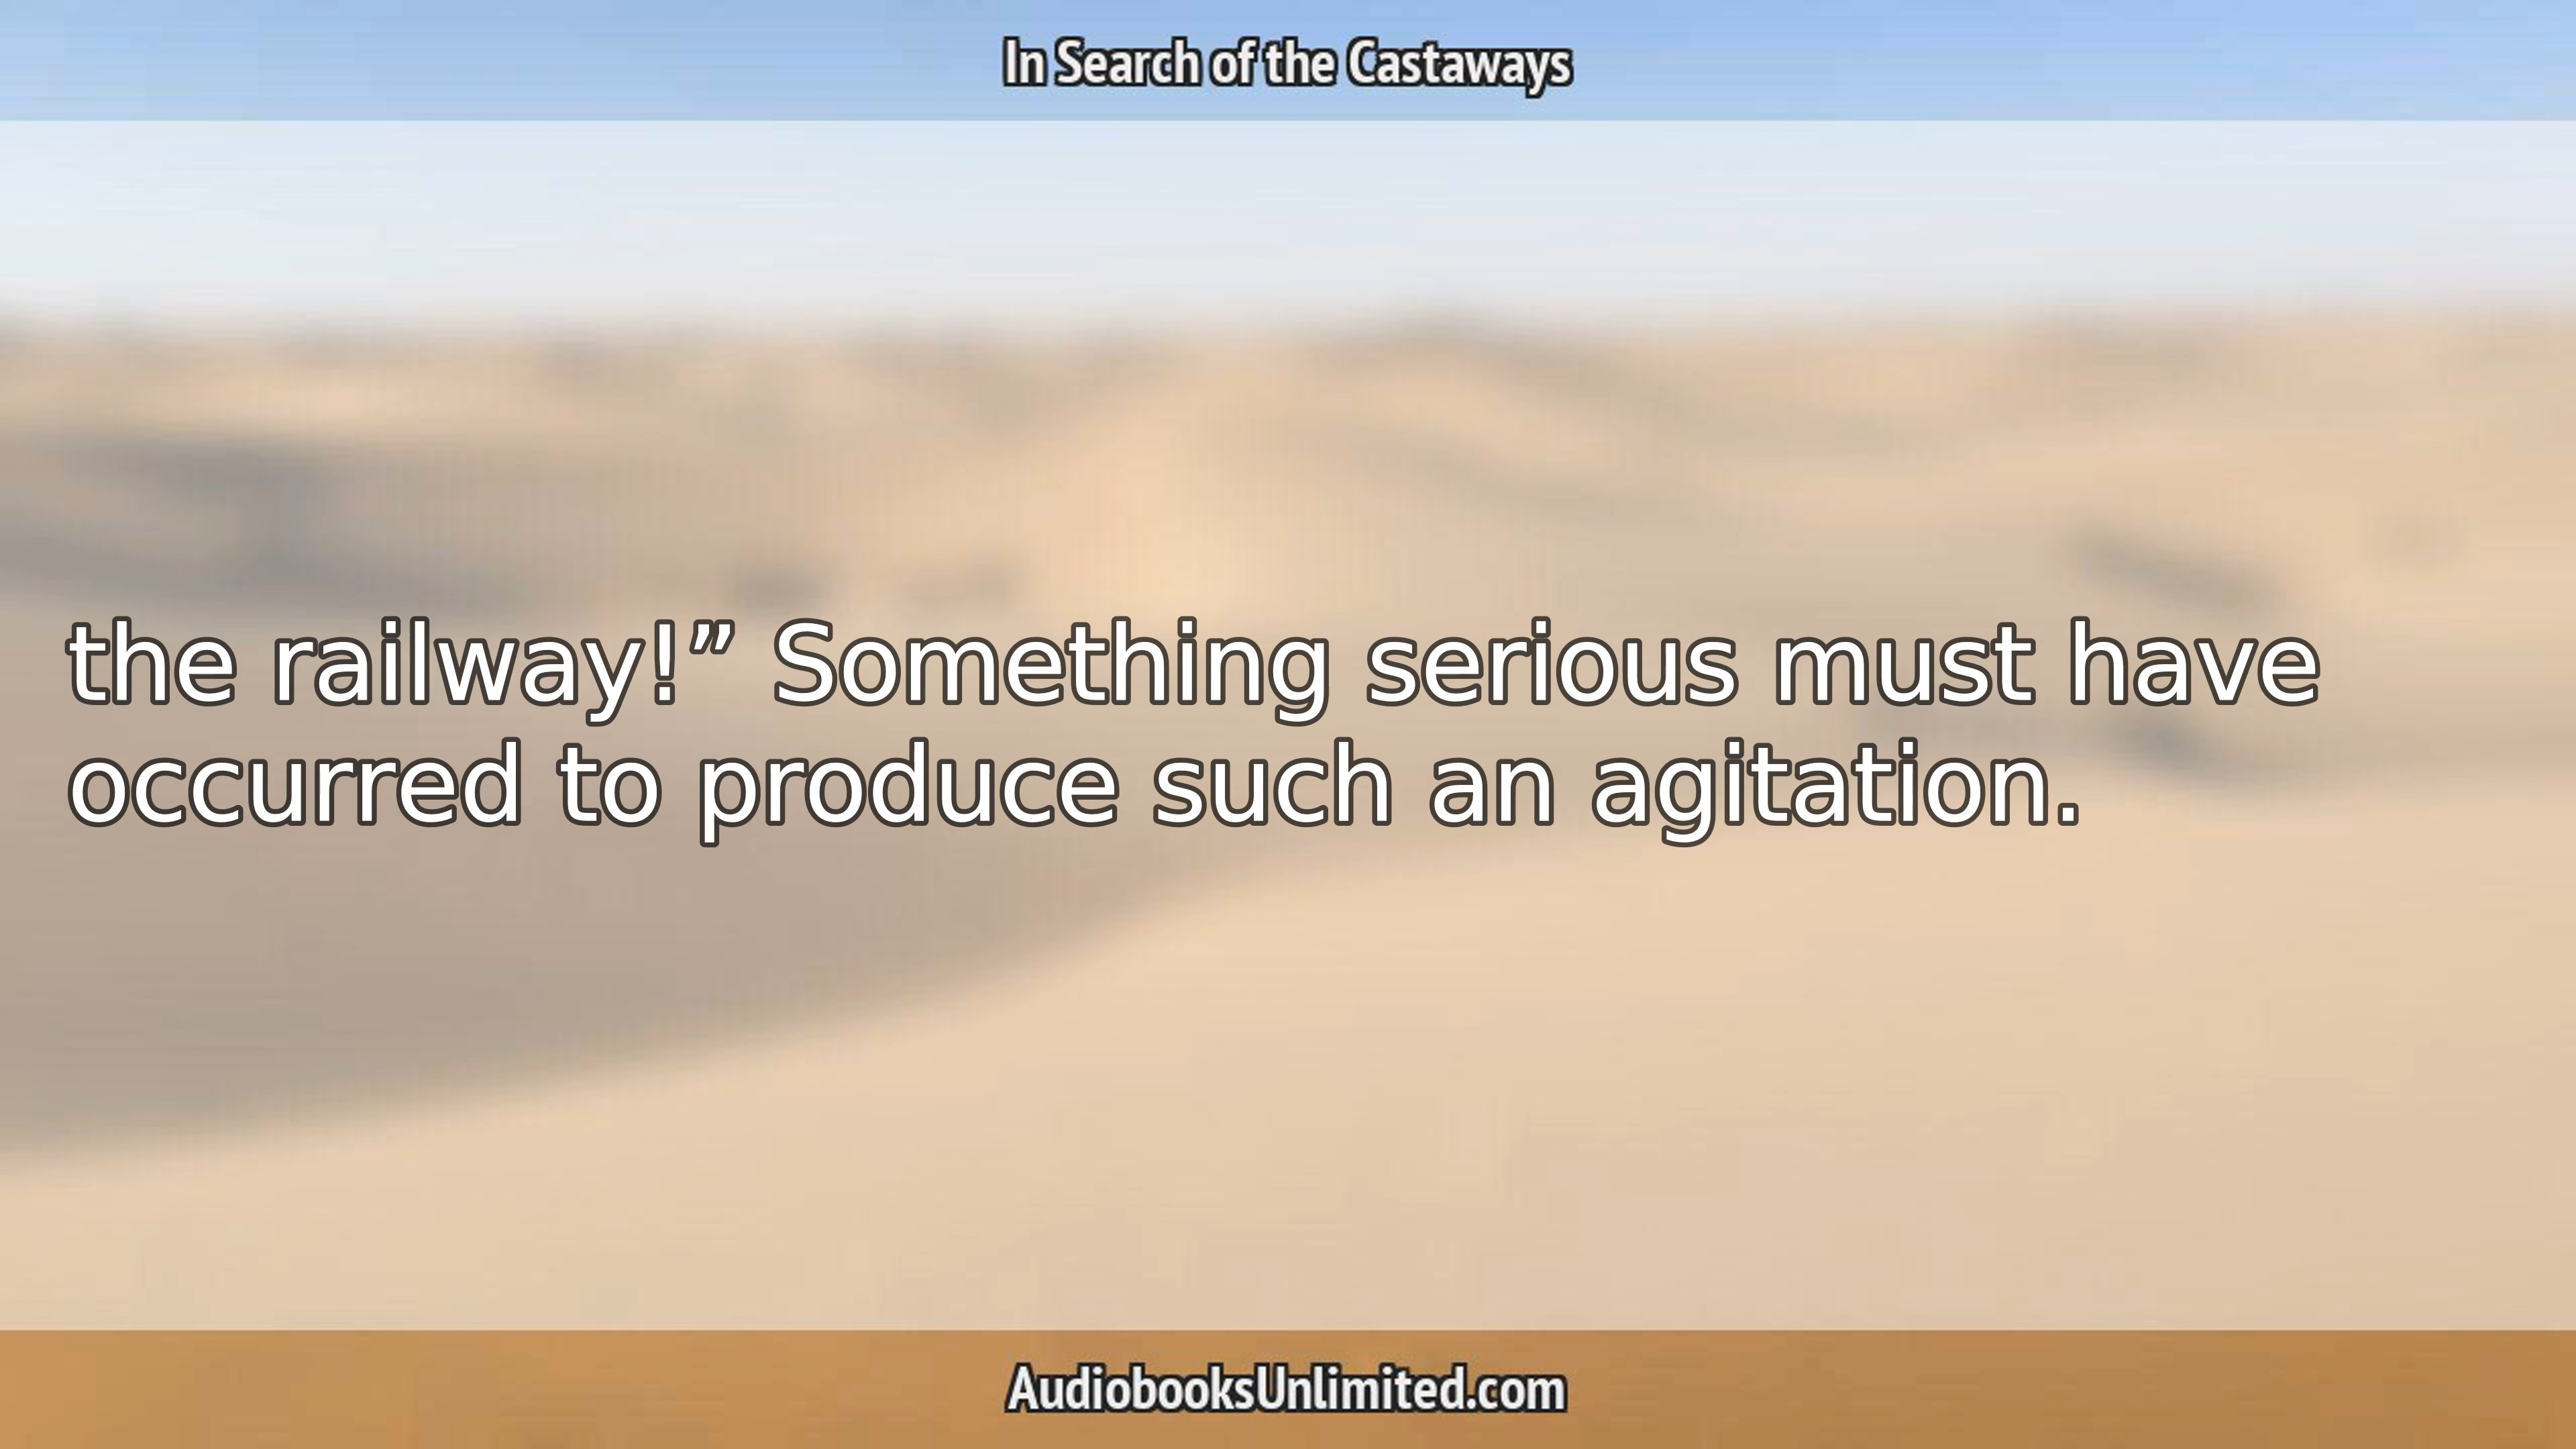 In Search of the Castaways
the railway!” Something serious must have
occurred to produce such an agitation.
AudiobooksUnlimited.com